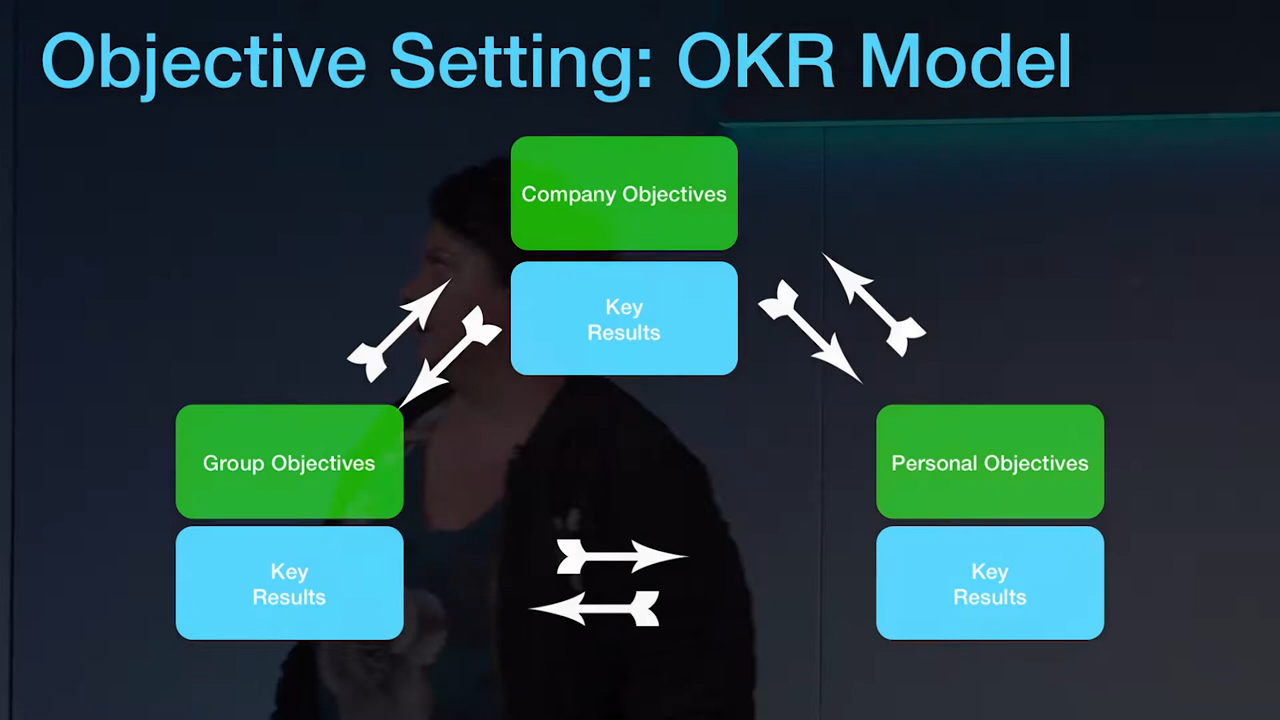 Objective Setting: OKR Model
Company Objectives
Key
Results
Group Objectives
Key
Results
Personal Objectives
Key
Results